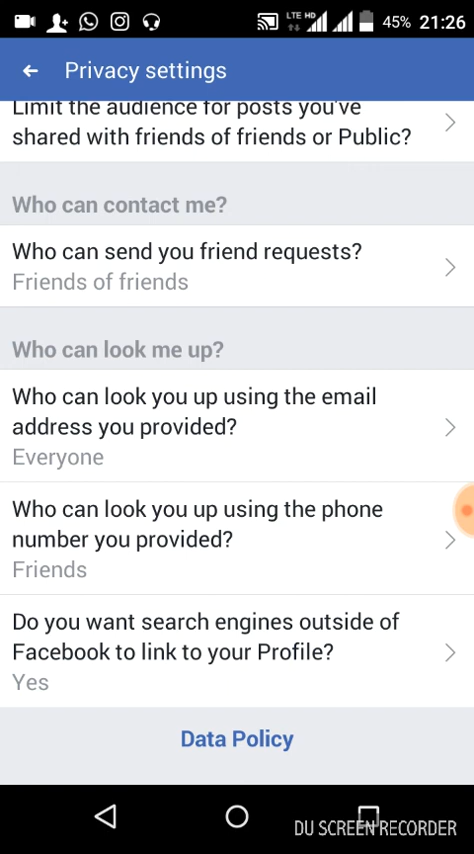 LTE HD
45% 21:26
Privacy settings
Limit the audience for posts you've
shared with friends of friends or Public?
Who can contact me?
Who can send you friend requests?
Friends of friends
Who can look me up?
Who can look you up using the email
address you provided?
Everyone
Who can look you up using the phone
number you provided?
Friends
Do you want search engines outside of
Facebook to link to your Profile?
Yes
Data Policy
DU SCREEN RECORDER